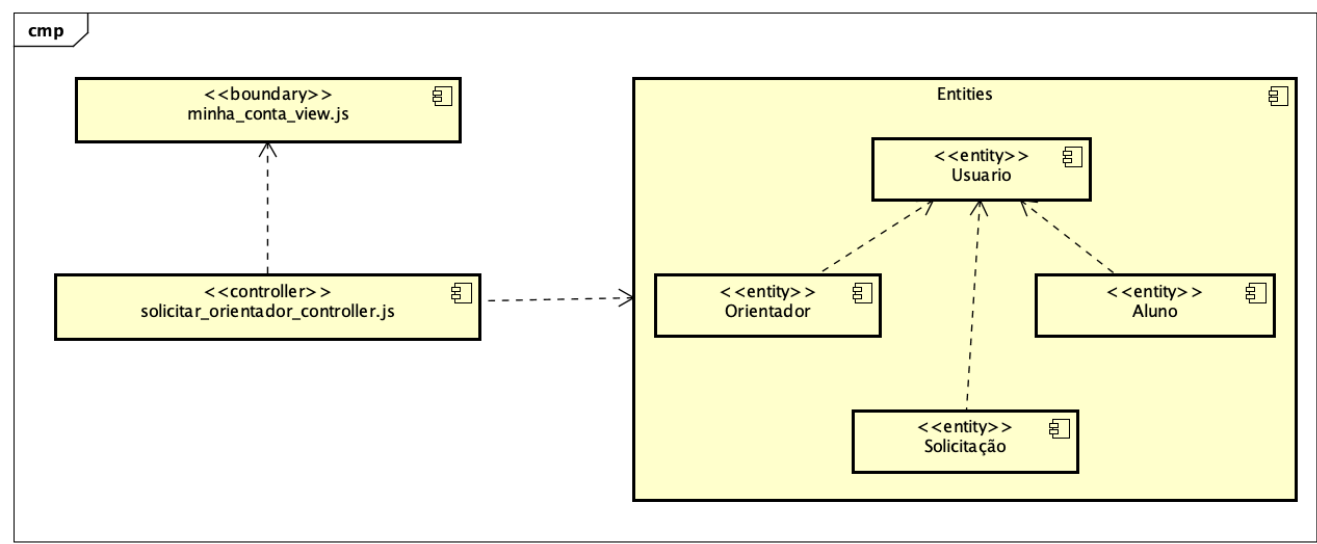 cmp
<<boundary>>
minha_conta_view.js
<<controller>>
solicitar_orientador_controller.js
Entities
<<entity>>
Usuario
<<entity>>
Orientador
<<entity>>
Aluno
<<entity>>
Solicitação